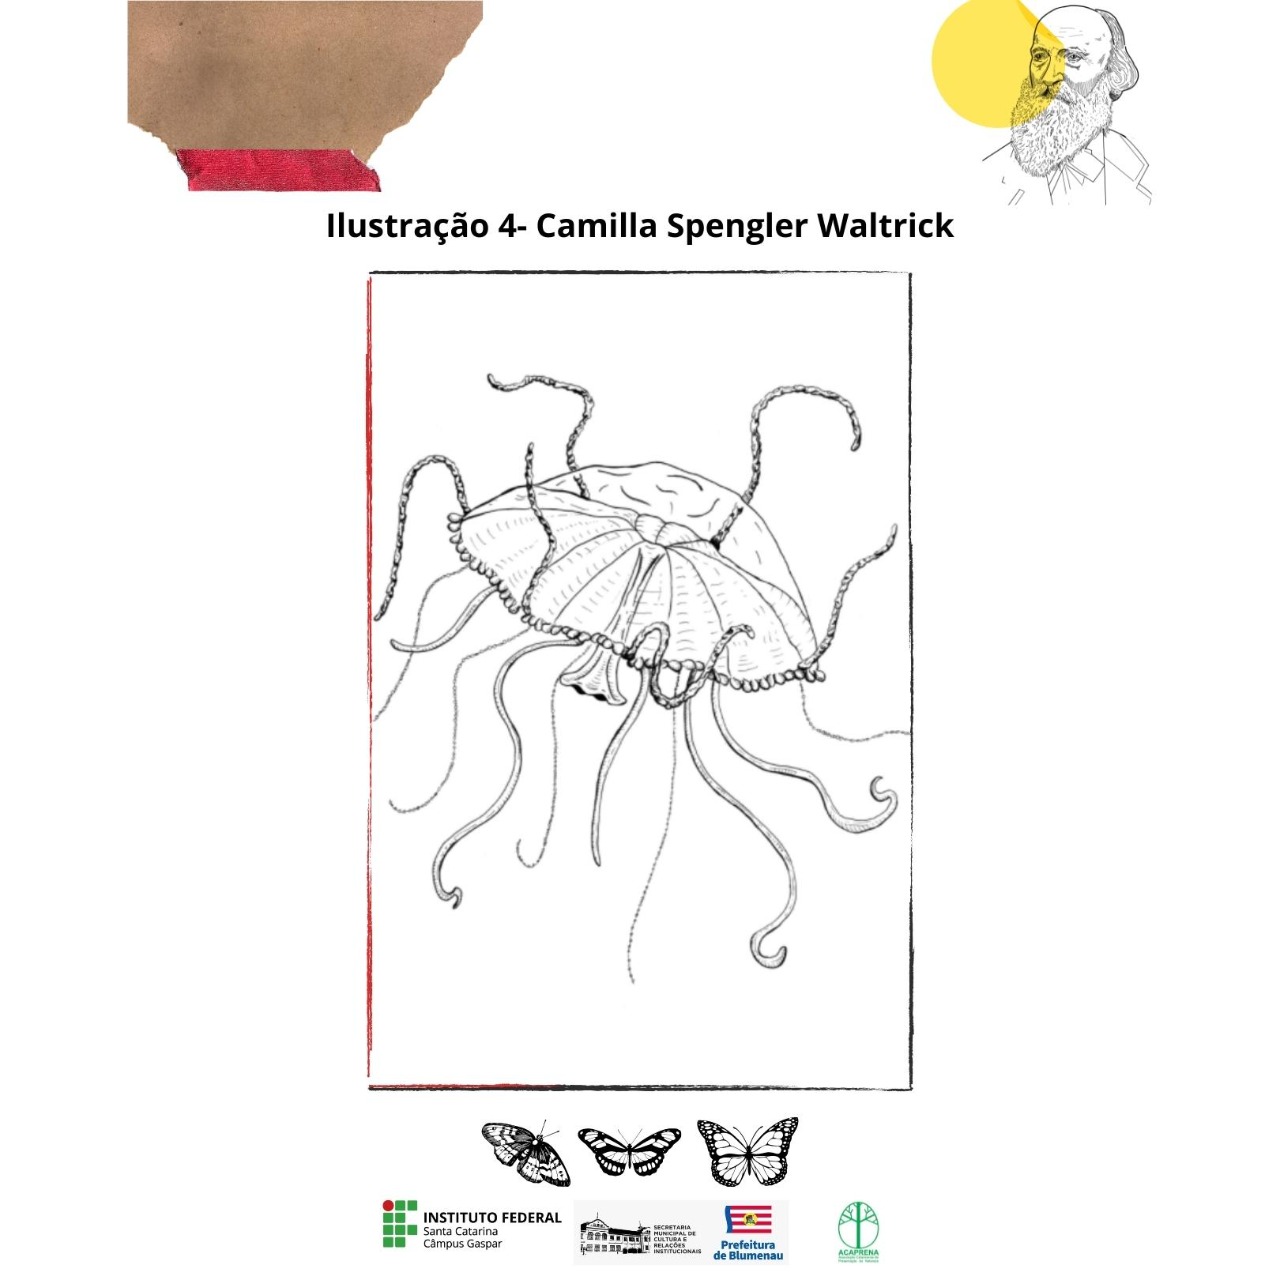 Ilustração 4- Camilla Spengler Waltrick
INSTITUTO FEDERAL
Santa Catarina
Câmpus Gaspar
SECRETARIA
MUNICIPAL DE
CULTURA E
RELAÇÕES
INSTITUCIONAIS
Prefeitura
de Blumenau
ACAPRENA